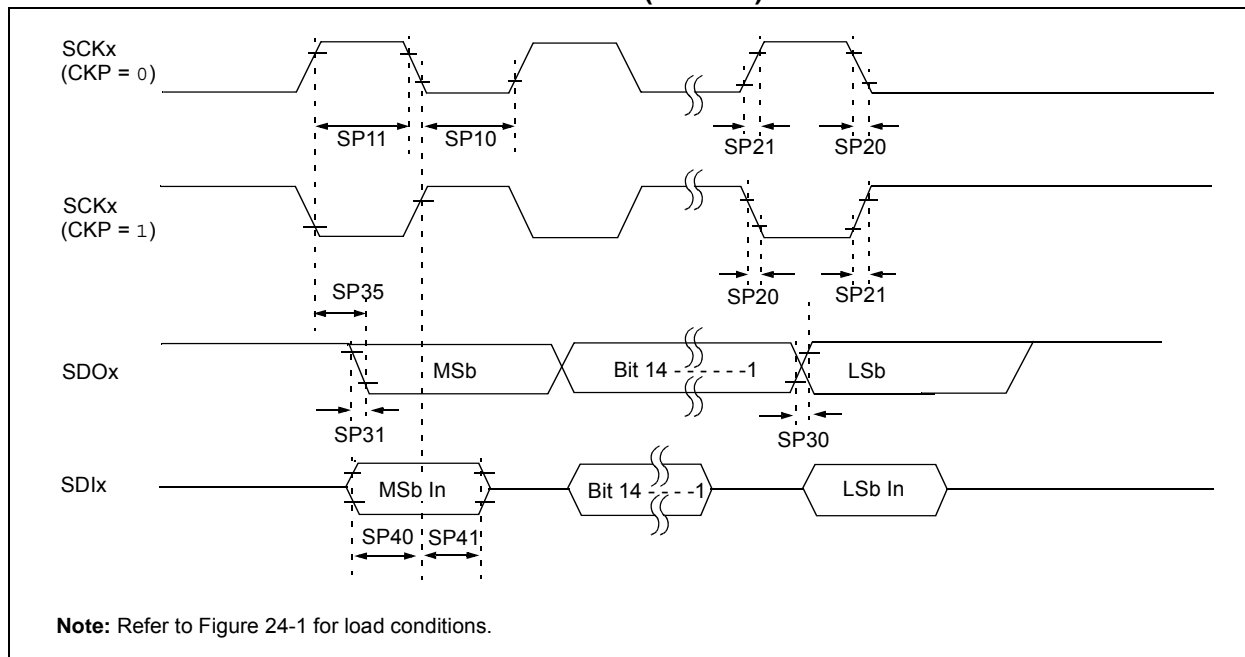 SCKx
(CKP = 0)
SP11
SP10
SP21
SP20
SCKx
(CKP = 1)
SP35
SP20
SP21
SDOx
MSb
Bit 14 - - - - - -1
LSb
SP31
SP30
SDIx
MSb In
Bit 14 - - - -1
LSb In
SP40
SP41
Note: Refer to Figure 24-1 for load conditions.